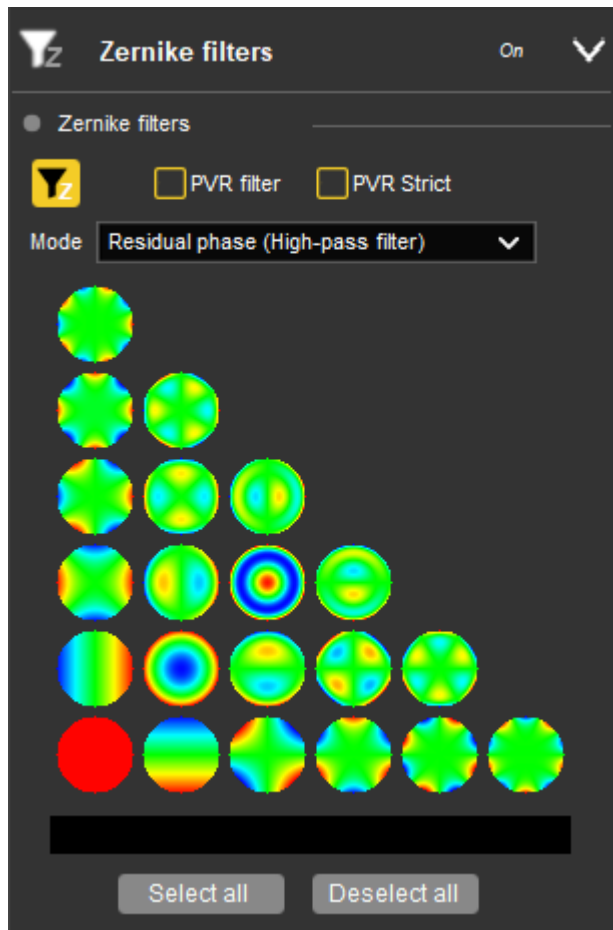 Z Zernike filters On
Zernike filters
Z PVR filter PVR Strict
Mode Residual phase (High-pass filter)
Select all Deselect all